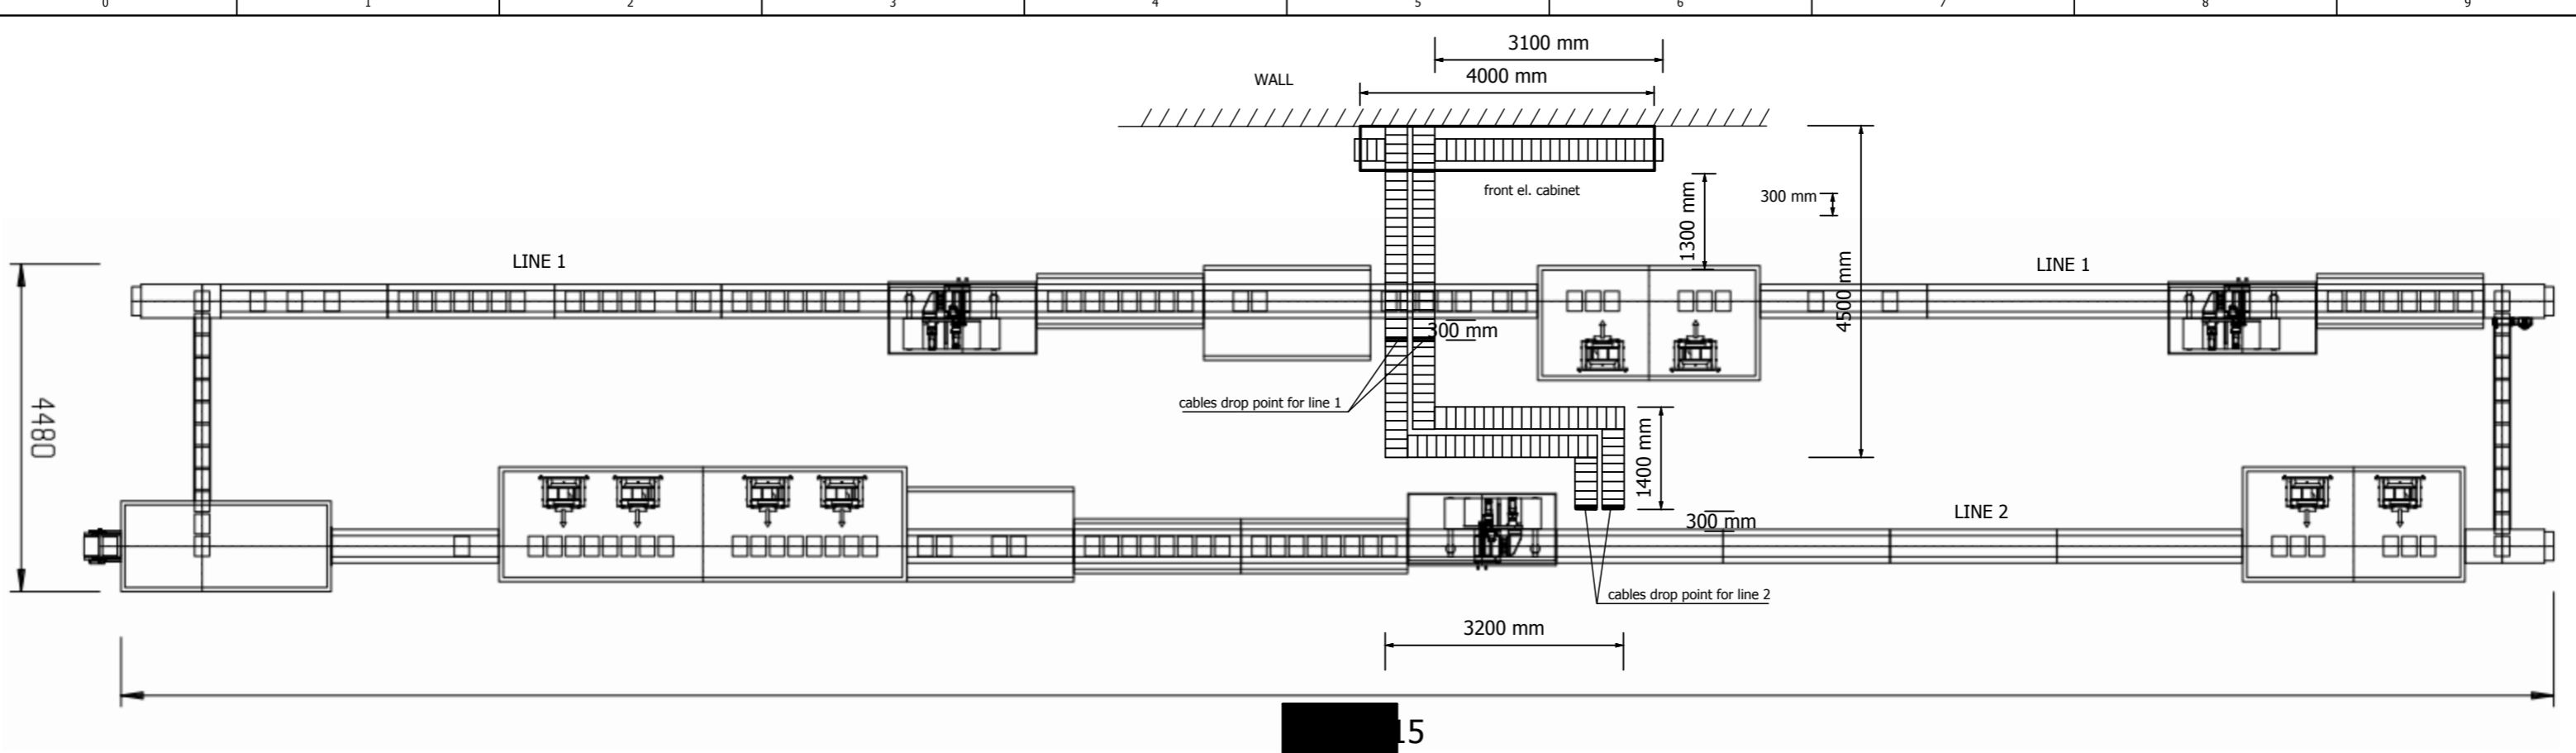 0 1 2 3 4 5 6 7 8 9
3100 mm
4000 mm
WALL
front el. cabinet
1300 mm
300 mm
4500 mm
LINE 1
LINE 1
300 mm
cables drop point for line 1
4480
1400 mm
300 mm
LINE 2
cables drop point for line 2
3200 mm
15